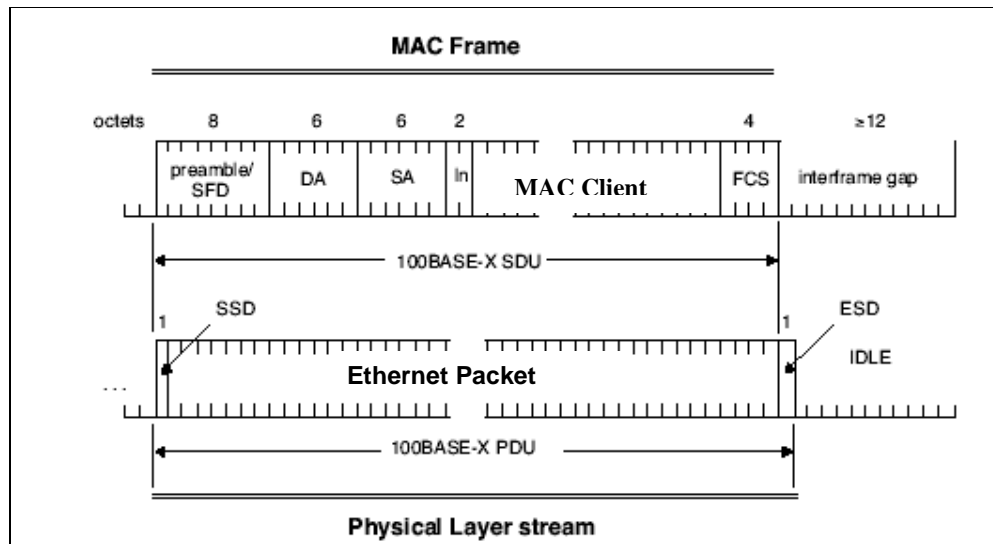 MAC Frame
octets 8 6 6 2 4 ≥12
preamble/
SFD DA SA ln MAC Client FCS interframe gap
100BASE-X SDU
SSD ESD
1 1
IDLE
Ethernet Packet
. . .
100BASE-X PDU
Physical Layer stream